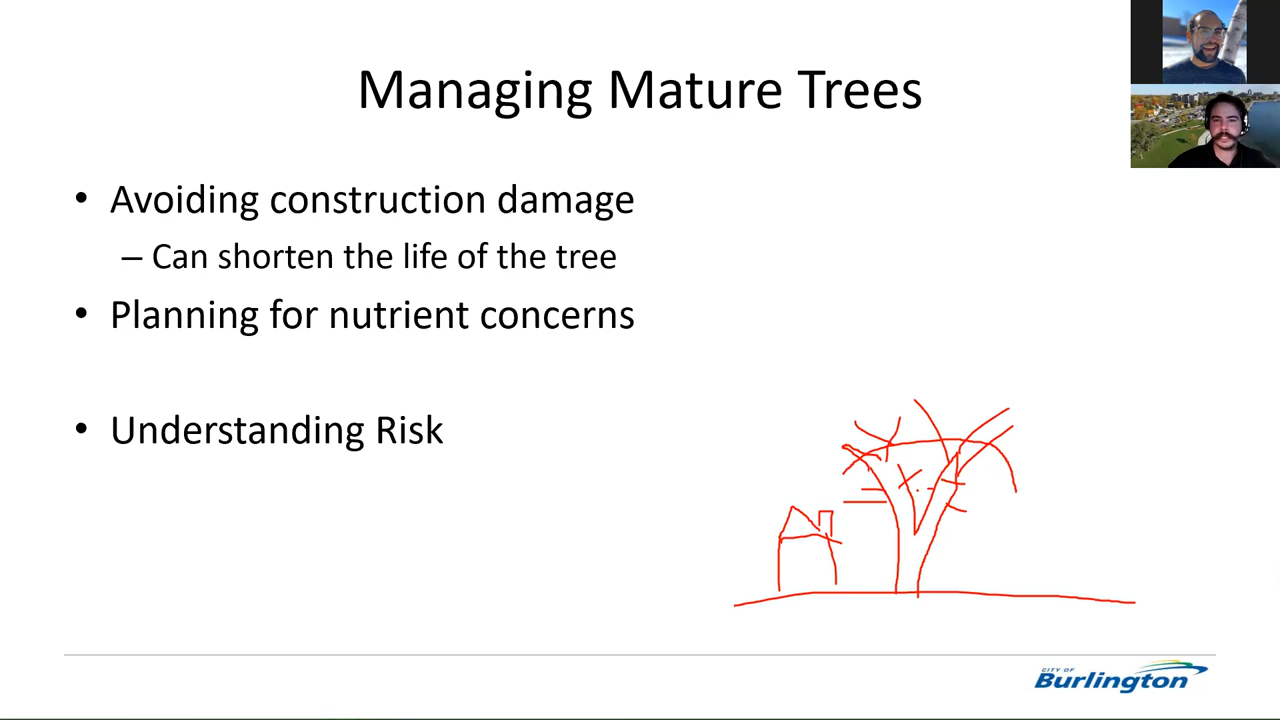 Managing Mature Trees
• Avoiding construction damage
– Can shorten the life of the tree
• Planning for nutrient concerns
• Understanding Risk
CITY OF
Burlington